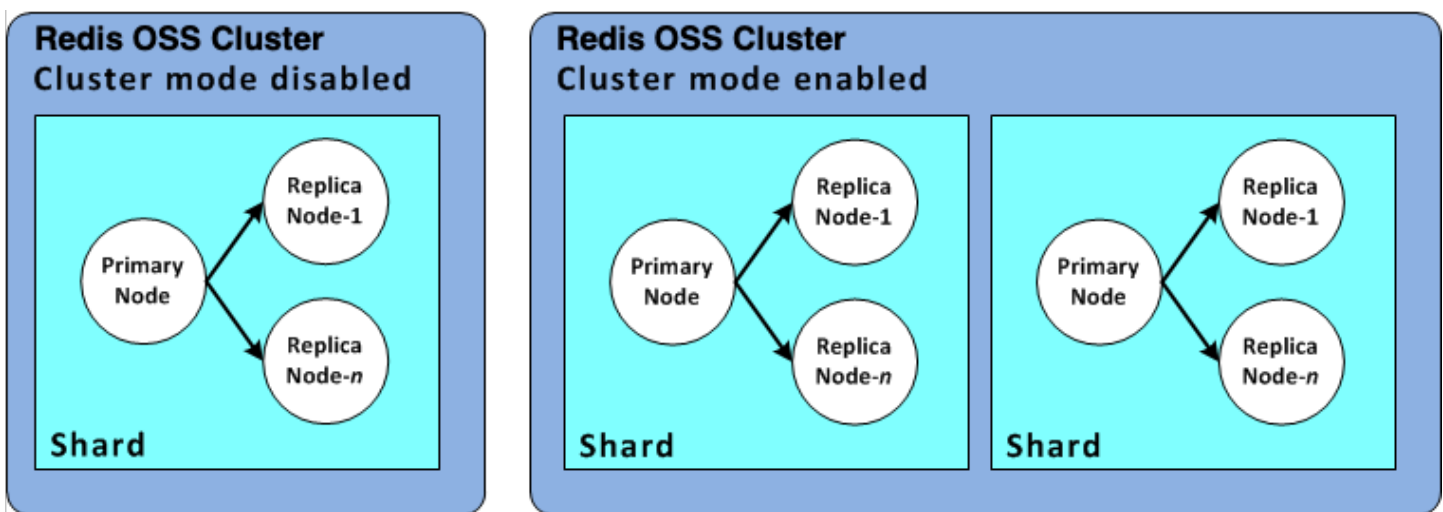 Redis OSS Cluster
Cluster mode disabled
Replica
Node-1
Primary
Node
Replica
Node-n
Shard
Redis OSS Cluster
Cluster mode enabled
Replica
Node-1
Primary
Node
Replica
Node-n
Shard
Replica
Node-1
Primary
Node
Replica
Node-n
Shard